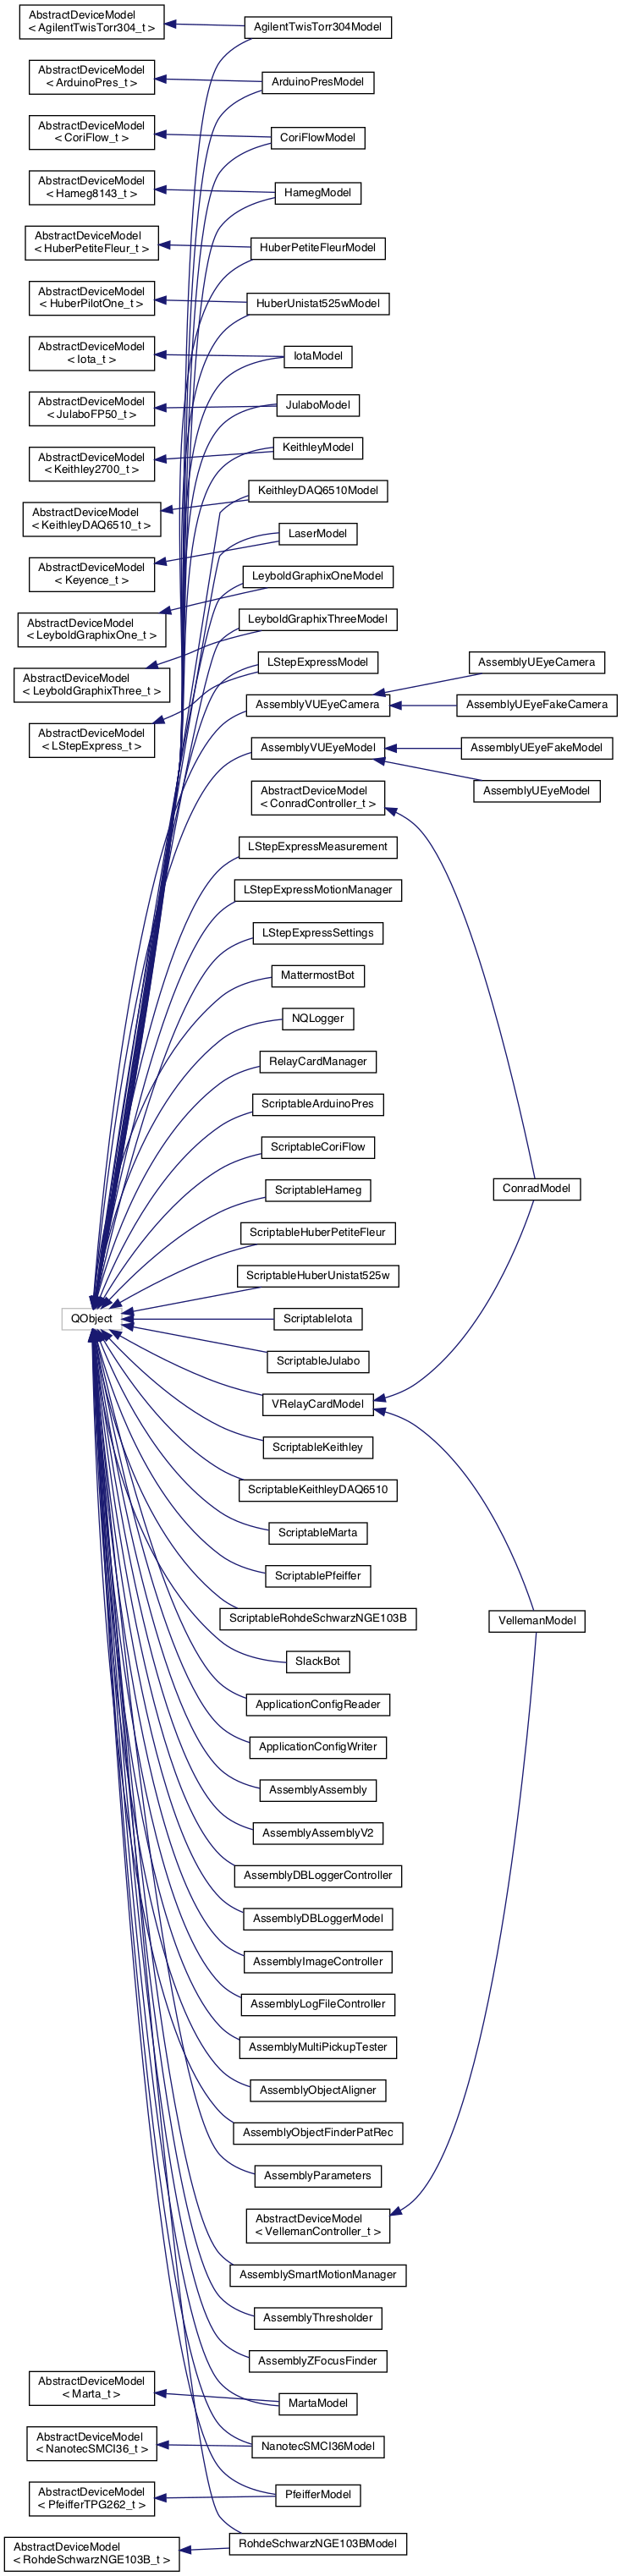 AbstractDeviceModel
< AgilentTwisTorr304_t >
AgilentTwisTorr304Model
AbstractDeviceModel
< ArduinoPres_t >
ArduinoPresModel
AbstractDeviceModel
< CoriFlow_t >
CoriFlowModel
AbstractDeviceModel
< Hameg8143_t >
HamegModel
AbstractDeviceModel
< HuberPetiteFleur_t >
HuberPetiteFleurModel
AbstractDeviceModel
< HuberPilotOne_t >
HuberUnistat525wModel
AbstractDeviceModel
< Iota_t >
IotaModel
AbstractDeviceModel
< JulaboFP50_t >
JulaboModel
AbstractDeviceModel
< Keithley2700_t >
KeithleyModel
AbstractDeviceModel
< KeithleyDAQ6510_t >
KeithleyDAQ6510Model
AbstractDeviceModel
< Keyence_t >
LaserModel
AbstractDeviceModel
< LeyboldGraphixOne_t >
LeyboldGraphixOneModel
AbstractDeviceModel
< LeyboldGraphixThree_t >
LeyboldGraphixThreeModel
AbstractDeviceModel
< LStepExpress_t >
LStepExpressModel
AssemblyUEyeCamera
AssemblyVUEyeCamera
AssemblyUEyeFakeCamera
AssemblyVUEyeModel
AssemblyUEyeFakeModel
AssemblyUEyeModel
AbstractDeviceModel
< ConradController_t >
LStepExpressMeasurement
LStepExpressMotionManager
LStepExpressSettings
MattermostBot
NQLogger
RelayCardManager
ScriptableArduinoPres
ScriptableCoriFlow
ScriptableHameg
ConradModel
ScriptableHuberPetiteFleur
ScriptableHuberUnistat525w
QObject
ScriptableIota
ScriptableJulabo
VRelayCardModel
ScriptableKeithley
ScriptableKeithleyDAQ6510
ScriptableMarta
ScriptablePfeiffer
ScriptableRohdeSchwarzNGE103B
VellemanModel
SlackBot
ApplicationConfigReader
ApplicationConfigWriter
AssemblyAssembly
AssemblyAssemblyV2
AssemblyDBLoggerController
AssemblyDBLoggerModel
AssemblyImageController
AssemblyLogFileController
AssemblyMultiPickupTester
AssemblyObjectAligner
AssemblyObjectFinderPatRec
AssemblyParameters
AbstractDeviceModel
< VellemanController_t >
AssemblySmartMotionManager
AssemblyThresholder
AssemblyZFocusFinder
AbstractDeviceModel
< Marta_t >
MartaModel
AbstractDeviceModel
< NanotecSMCI36_t >
NanotecSMCI36Model
AbstractDeviceModel
< PfeifferTPG262_t >
PfeifferModel
AbstractDeviceModel
< RohdeSchwarzNGE103B_t >
RohdeSchwarzNGE103BModel